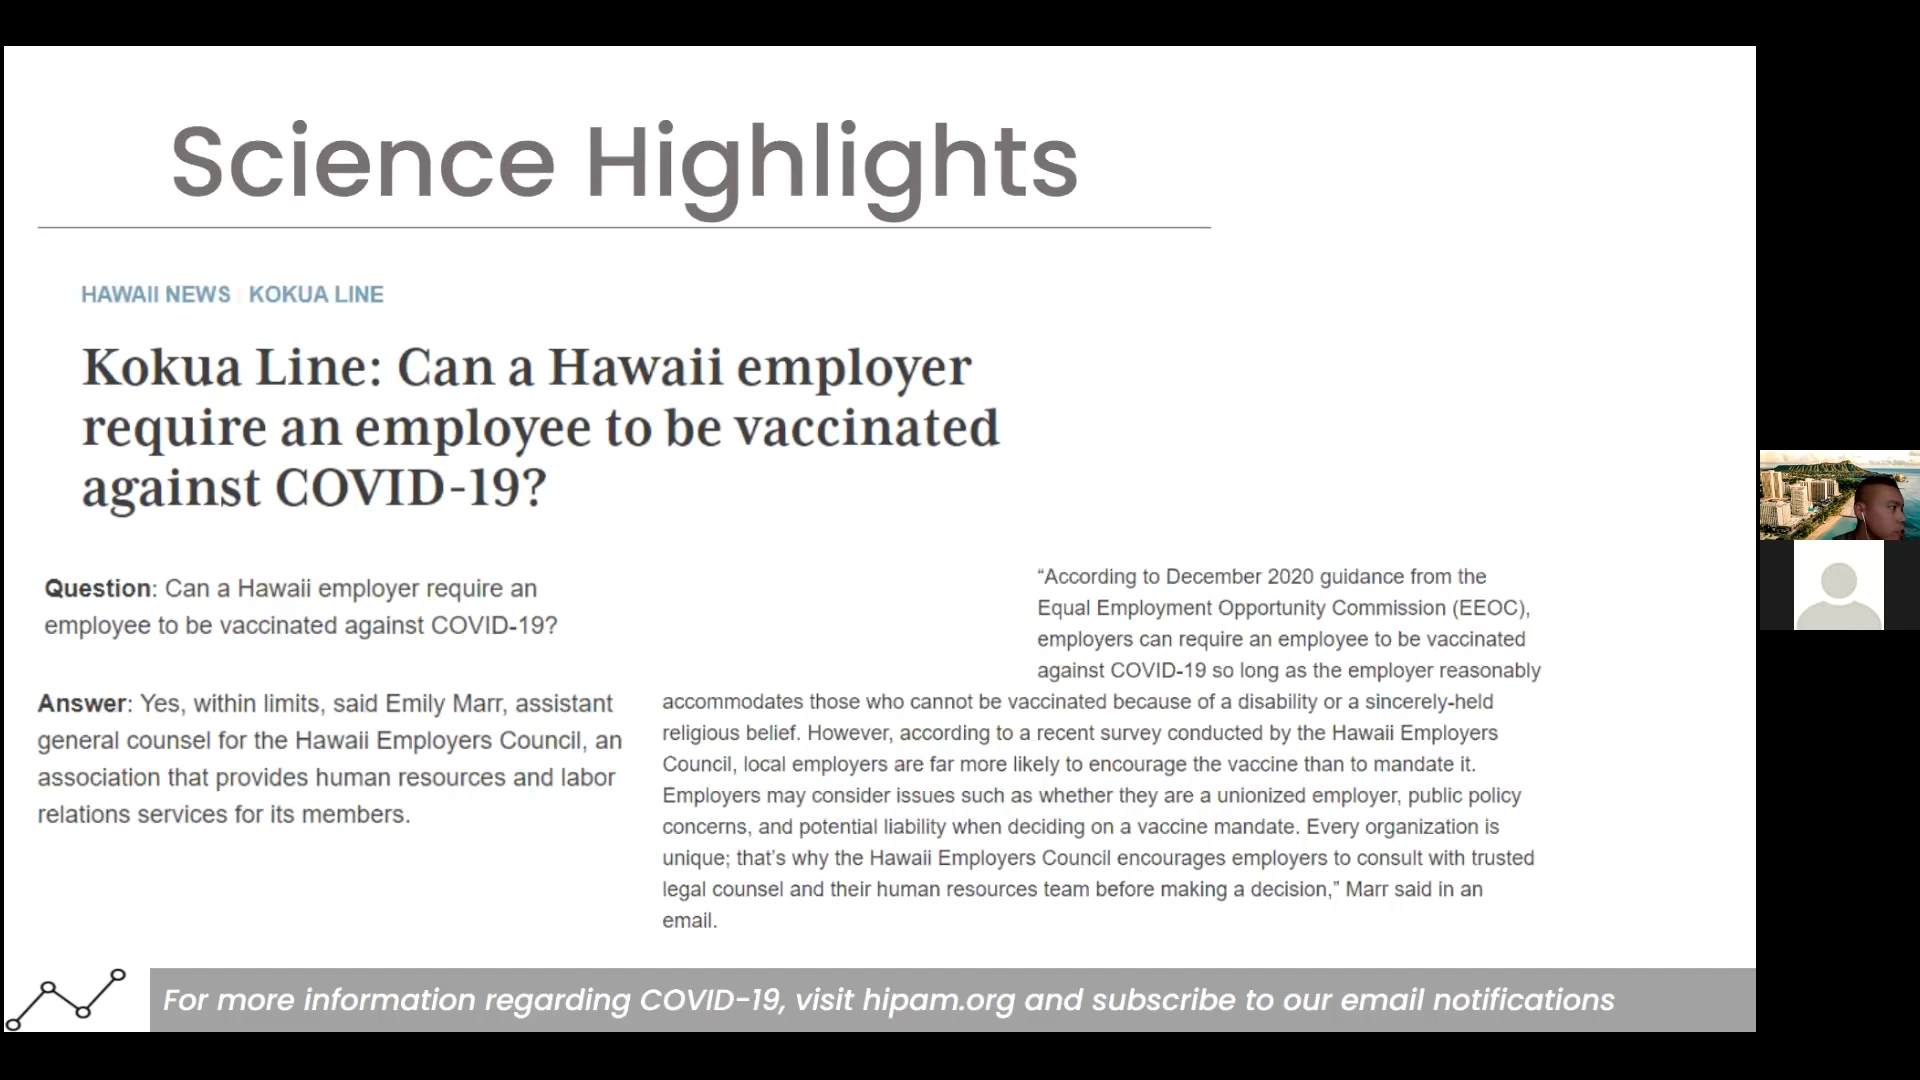 Science Highlights
HAWAII NEWS KOKUA LINE
Kokua Line: Can a Hawaii employer
require an employee to be vaccinated
against COVID-19?
Question: Can a Hawaii employer require an
employee to be vaccinated against COVID-19?
Answer: Yes, within limits, said Emily Marr, assistant
general counsel for the Hawaii Employers Council, an
association that provides human resources and labor
relations services for its members.
“According to December 2020 guidance from the
Equal Employment Opportunity Commission (EEOC),
employers can require an employee to be vaccinated
against COVID-19 so long as the employer reasonably
accommodates those who cannot be vaccinated because of a disability or a sincerely-held
religious belief. However, according to a recent survey conducted by the Hawaii Employers
Council, local employers are far more likely to encourage the vaccine than to mandate it.
Employers may consider issues such as whether they are a unionized employer, public policy
concerns, and potential liability when deciding on a vaccine mandate. Every organization is
unique; that’s why the Hawaii Employers Council encourages employers to consult with trusted
legal counsel and their human resources team before making a decision,” Marr said in an
email.
For more information regarding COVID-19, visit hipam.org and subscribe to our email notifications